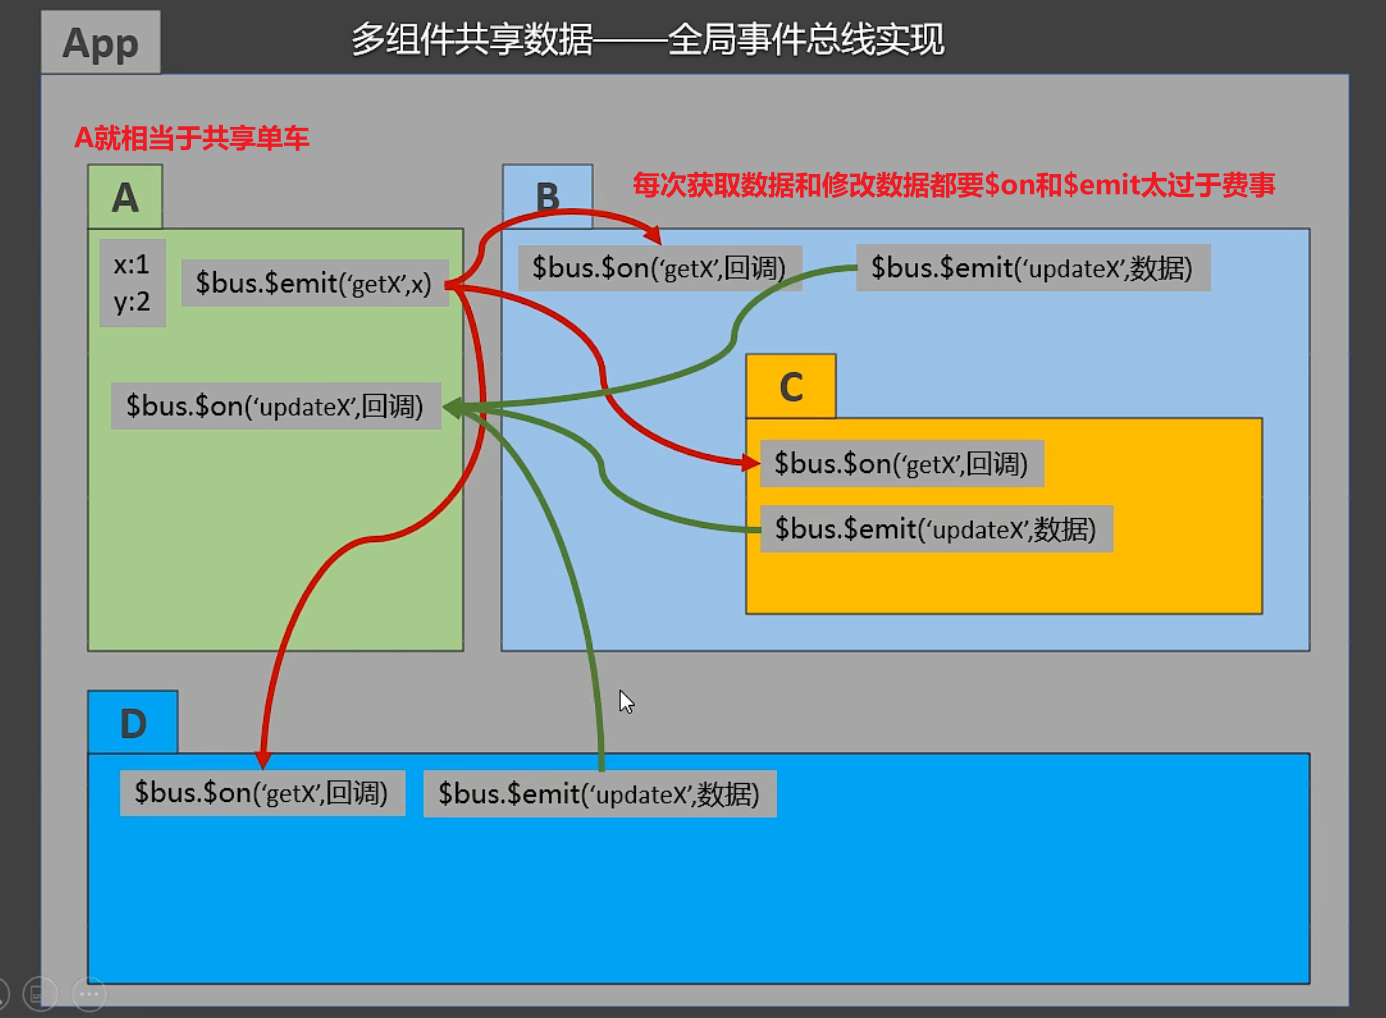 App
多组件共享数据——全局事件总线实现
A就相当于共享单车
A
x:1
y:2
$bus.$emit(‘getX’,x)
$bus.$on(‘updateX’,回调)
B
每次获取数据和修改数据都要$on和$emit太过于费事
$bus.$on(‘getX’,回调)
$bus.$emit(‘updateX’,数据)
C
$bus.$on(‘getX’,回调)
$bus.$emit(‘updateX’,数据)
D
$bus.$on(‘getX’,回调)
$bus.$emit(‘updateX’,数据)